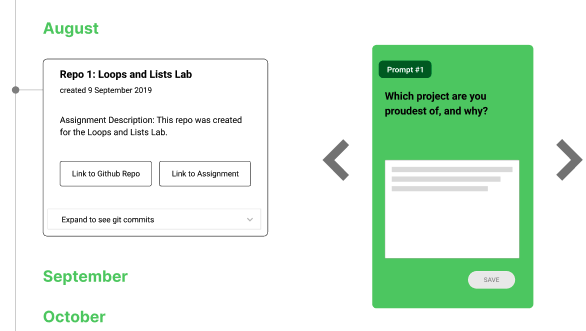 August
Repo 1: Loops and Lists Lab
created 9 September 2019
Assignment Description: This repo was created
for the Loops and Lists Lab.
Link to Github Repo
Link to Assignment
Expand to see git commits
September
October
Prompt #1
Which project are you
proudest of, and why?
SAVE